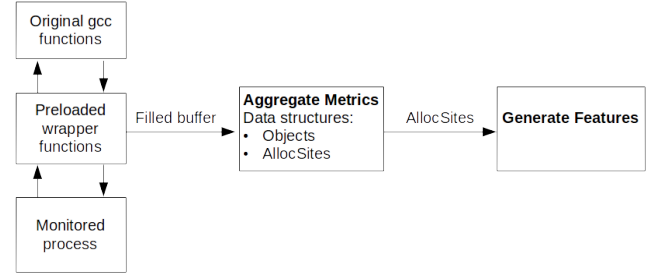 Original gcc
functions
Preloaded
wrapper
functions
Monitored
process
Filled buffer
Aggregate Metrics
Data structures:
• Objects
• AllocSites
AllocSites
Generate Features